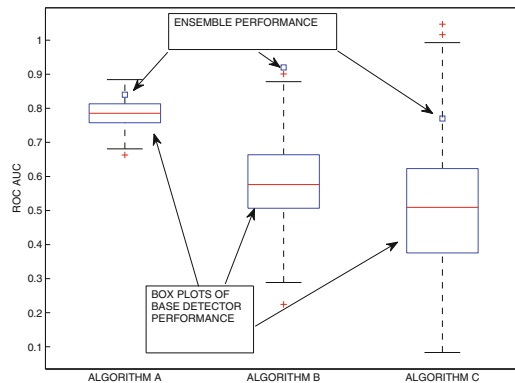 ENSEMBLE PERFORMANCE
1
0.9
0.8
0.7
0.6
0.5
0.4
0.3
0.2
0.1
ROC AUC
BOX PLOTS OF
BASE DETECTOR
PERFORMANCE
ALGORITHM A
ALGORITHM B
ALGORITHM C